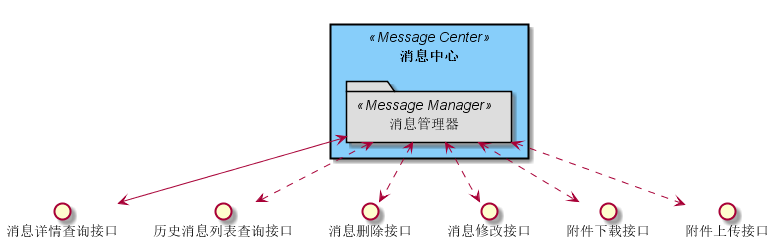 «Message Center»
消息中心
«Message Manager»
消息管理器
消息详情查询接口
历史消息列表查询接口
消息删除接口
消息修改接口
附件下载接口
附件上传接口